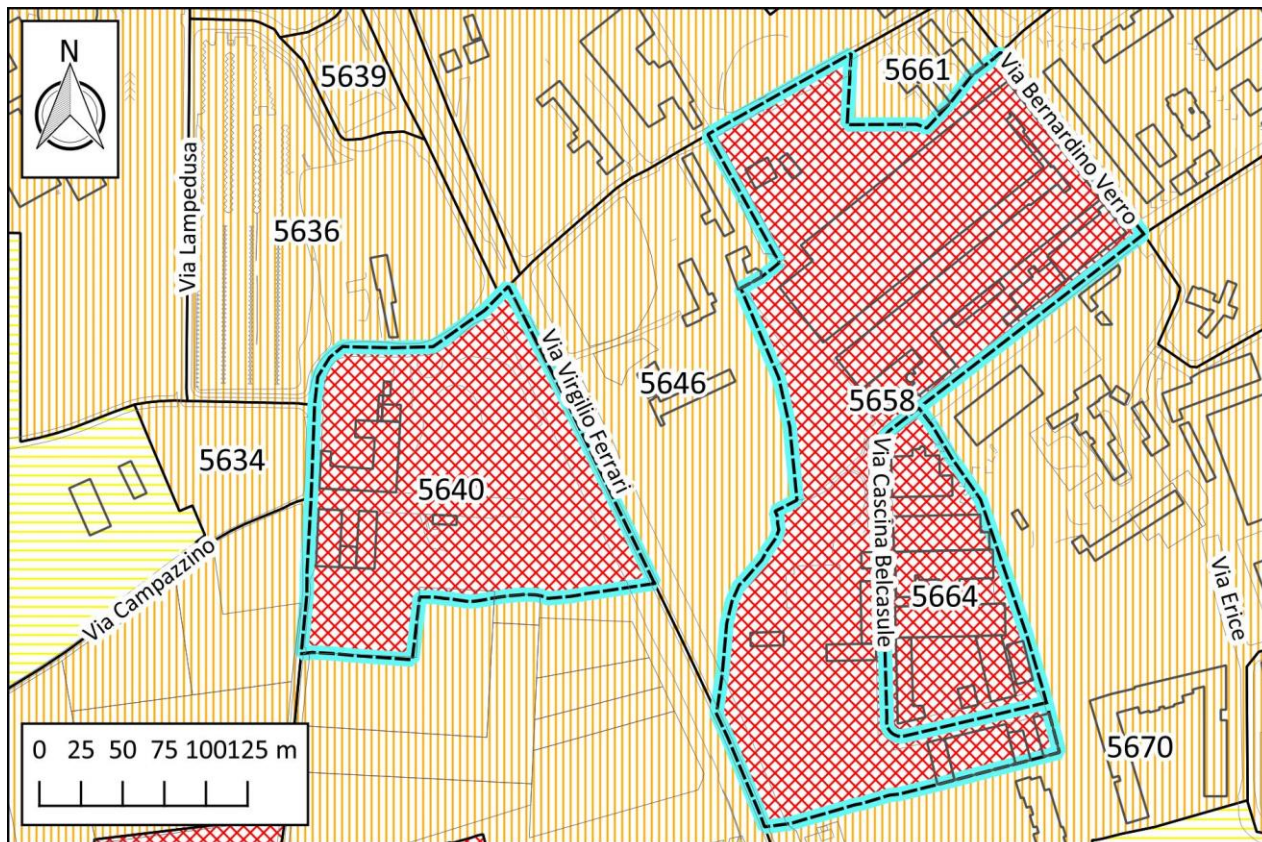 N
5639
5661
Via Bernardino Verro
Via Lampedusa
5636
Via Virgilio Ferrari
5646
5658
5634
5640
Via Cascina Belcasule
Via Campazzino
5664
Via Erice
5670
0 25 50 75 100125 m